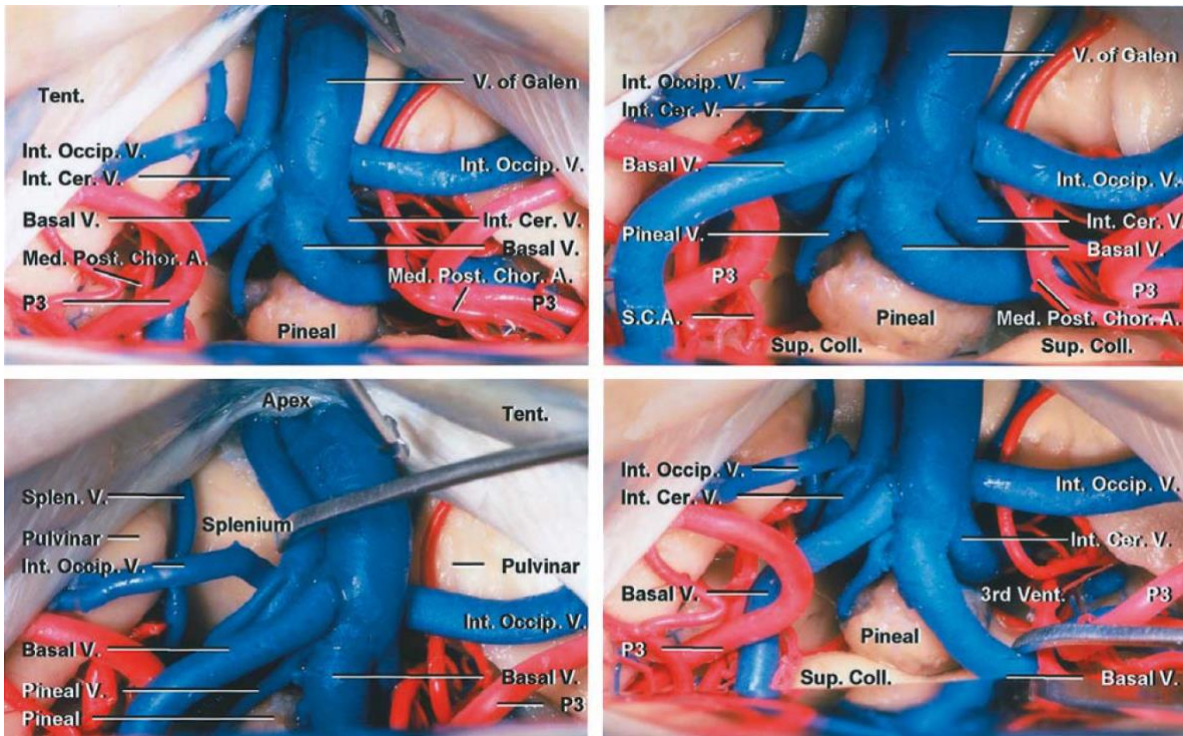 V. of Galen
Tent.
Int. Occip. V.
Int. Occip. V.
Int. Cer. V.
Basal V.
Int. Cer. V.
Basal V.
Med. Post. Chor. A.
Med. Post. Chor. A.
P3
P3
Pineal
V. of Galen
Int. Occip. V.
Int. Cer. V.
Basal V.
Int. Occip. V.
Int. Cer. V.
Pineal V.
Basal V.
P3
P3
S.C.A.
Pineal
Med. Post. Chor. A.
Sup. Coll.
Sup. Coll.
Apex
Tent.
Splen. V.
Splenium
Pulvinar
Int. Occip. V.
Pulvinar
Int. Occip. V.
Basal V.
Basal V.
Pineal V.
P3
Pineal
Int. Occip. V.
Int. Cer. V.
Int. Occip. V.
Int. Cer. V.
Basal V.
3rd Vent.
P3
Pineal
P3
Sup. Coll.
Basal V.